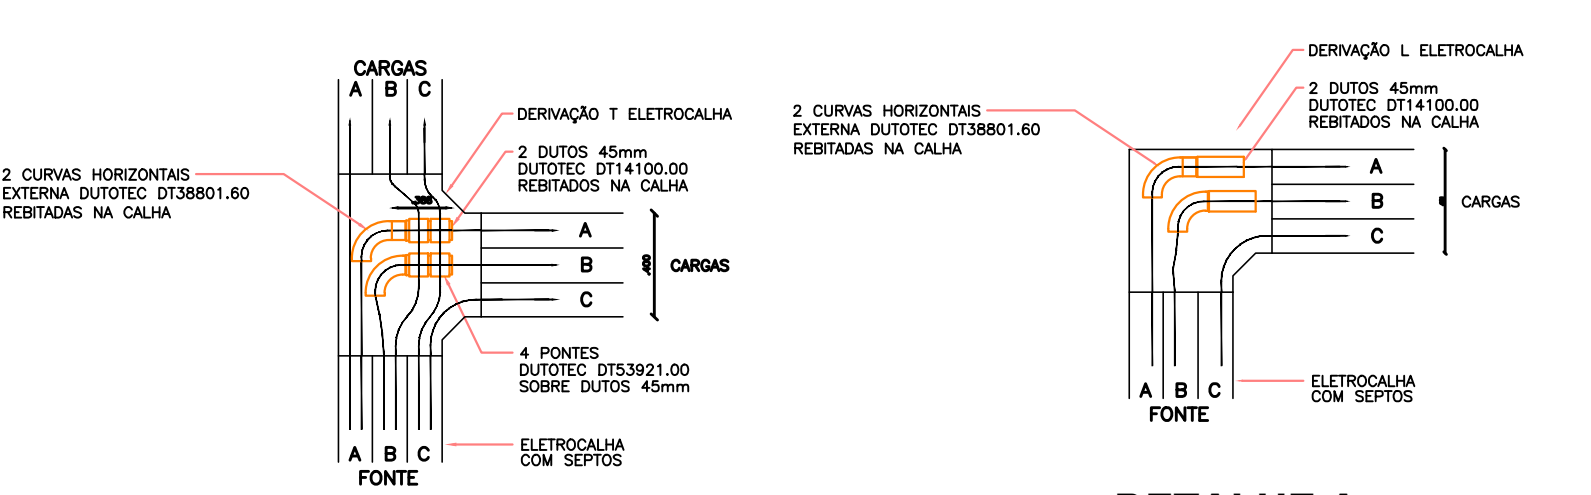 CARGAS
A B C
DERIVAÇÃO T ELETROCALHA
2 DUTOS 45mm
DUTOTEC DT14100.00
REBITADOS NA CALHA
2 CURVAS HORIZONTAIS
EXTERNA DUTOTEC DT38801.60
REBITADAS NA CALHA
A
B
C
.400
CARGAS
4 PONTES
DUTOTEC DT53921.00
SOBRE DUTOS 45mm
ELETROCALHA
COM SEPTOS
A B C
FONTE
DERIVAÇÃO L ELETROCALHA
2 DUTOS 45mm
DUTOTEC DT14100.00
REBITADOS NA CALHA
2 CURVAS HORIZONTAIS
EXTERNA DUTOTEC DT38801.60
REBITADAS NA CALHA
A
B
C
CARGAS
ELETROCALHA
COM SEPTOS
A B C
FONTE